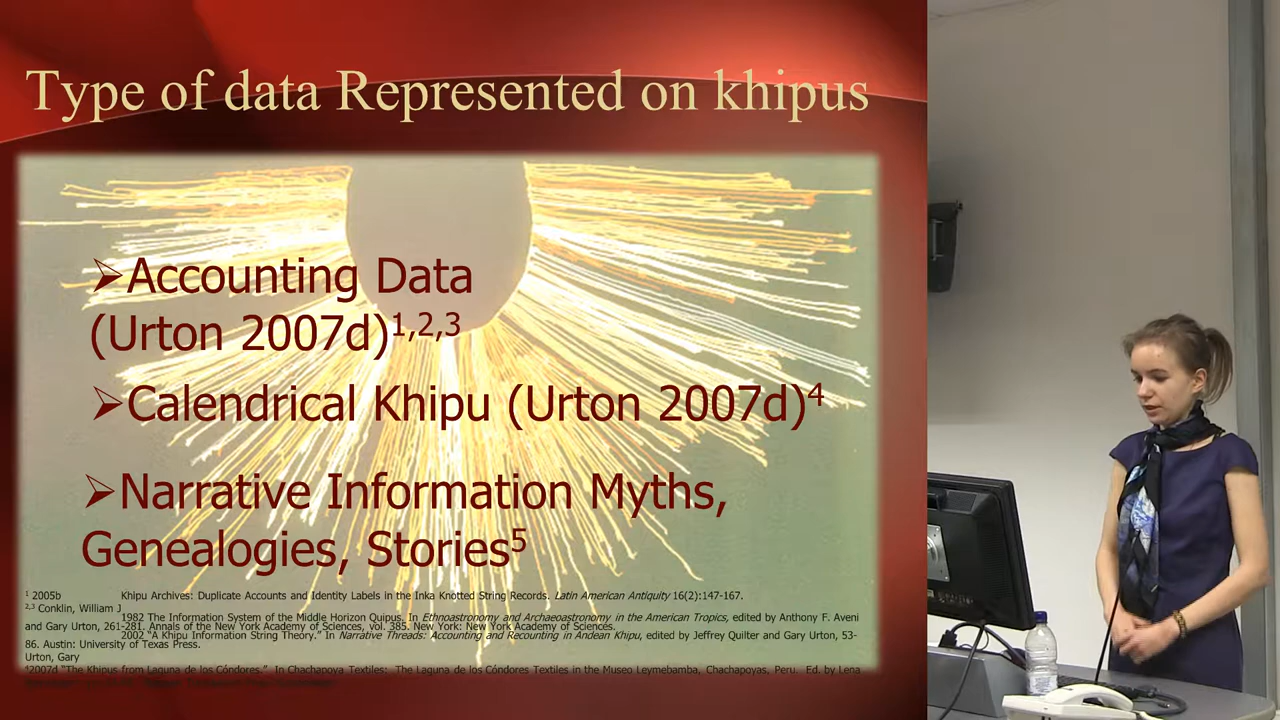 Type of data Represented on khipus
➢Accounting Data
(Urton 2007d)1,2,3
➢Calendrical Khipu (Urton 2007d)4
➢Narrative Information Myths,
Genealogies, Stories5
1 2005b Khipu Archives: Duplicate Accounts and Identity Labels in the Inka Knotted String Records. Latin American Antiquity 16(2):147-167.
2,3 Conklin, William J
1982 The Information System of the Middle Horizon Quipus. In Ethnoastronomy and Archaeoastronomy in the American Tropics, edited by Anthony F. Aveni
and Gary Urton, 261-281. Annals of the New York Academy of Sciences, vol. 385. New York: New York Academy of Sciences.
2002 "A Khipu Information String Theory." In Narrative Threads: Accounting and Recounting in Andean Khipu, edited by Jeffrey Quilter and Gary Urton, 53-
86. Austin: University of Texas Press.
Urton, Gary
42007d "The Khipus from Laguna de los Cóndores." In Chachapoya Textiles: The Laguna de los Cóndores Textiles in the Museo Leymebamba, Chachapoyas, Peru. Ed. by Lena